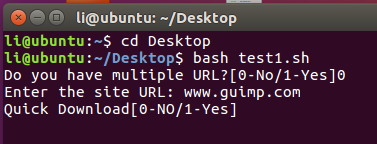 li@ubuntu: ~/Desktop
li@ubuntu:~$ cd Desktop
li@ubuntu:~/Desktop$ bash test1.sh
Do you have multiple URL?[0-No/1-Yes]0
Enter the site URL: www.guimp.com
Quick Download[0-NO/1-Yes]